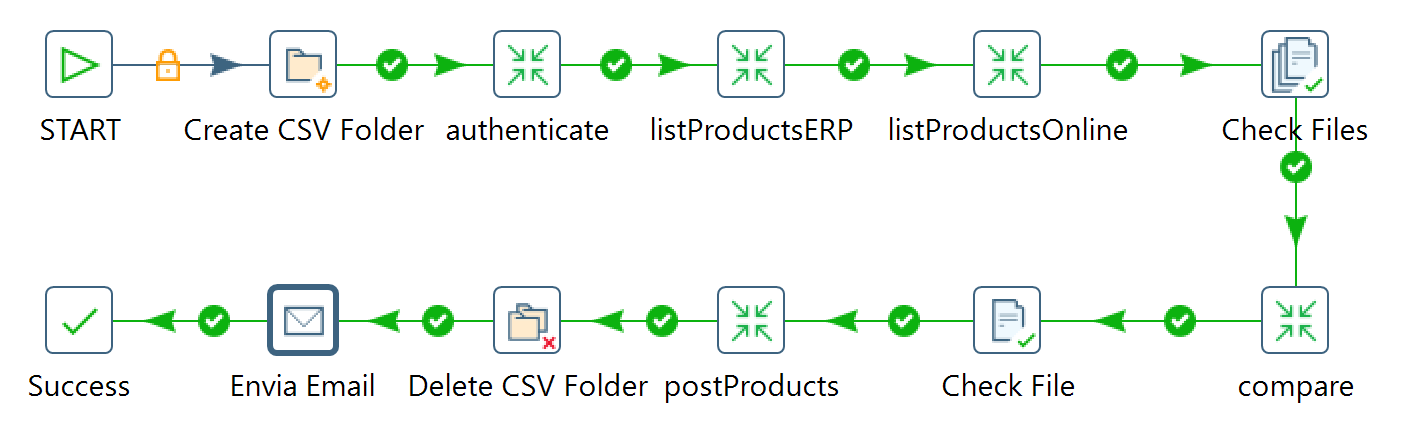 START
Create CSV Folder
authenticate
listProductsERP
listProductsOnline
Check Files
Success
Envia Email
Delete CSV Folder
postProducts
Check File
compare